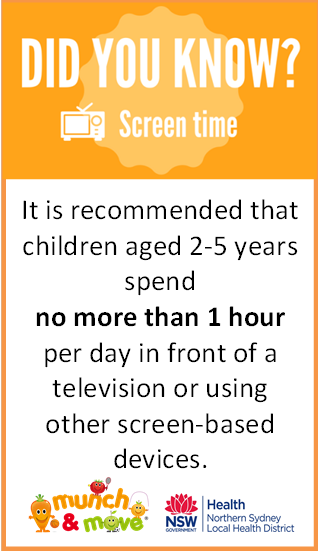 DID YOU KNOW?
Screen time
It is recommended that
children aged 2-5 years
spend
no more than 1 hour
per day in front of a
television or using
other screen-based
devices.
munch
& move
NSW
GOVERNMENT
Health
Northern Sydney
Local Health District